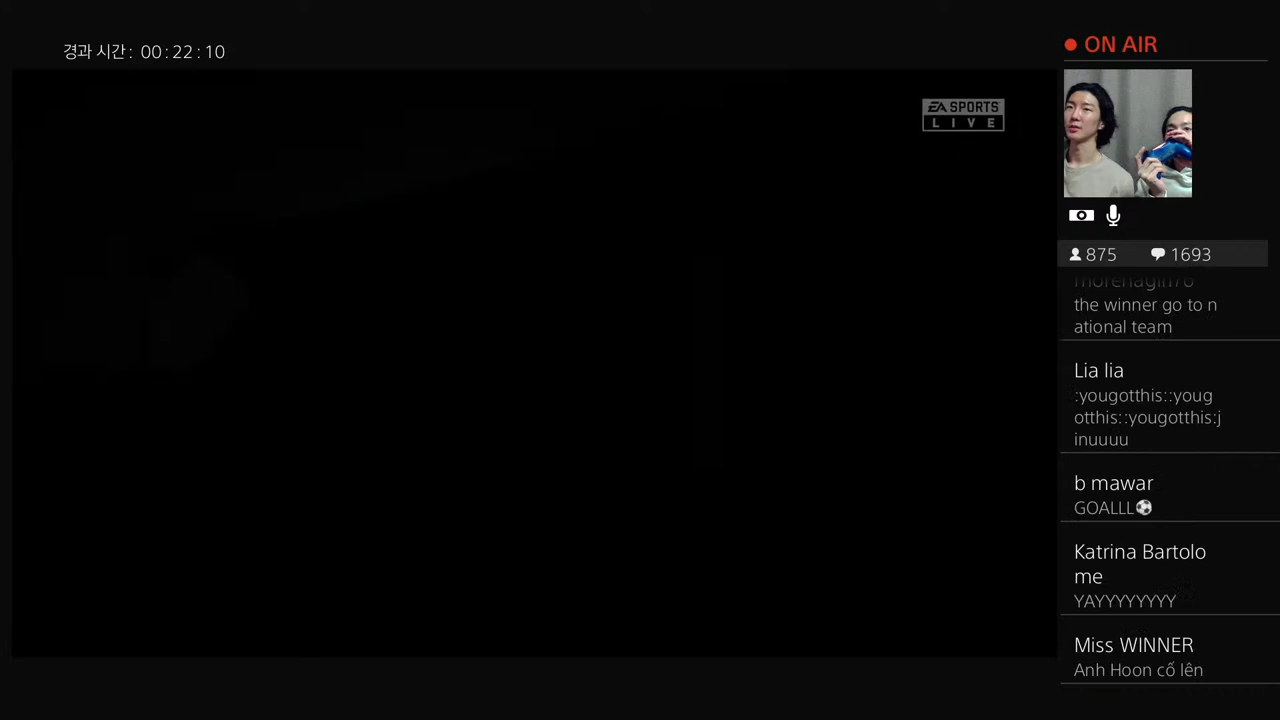 경과 시간: 00:22:10
ON AIR
EA SPORTS
LIVE
875 1693
morenagin76
the winner go to n
ational team
Lia lia
:yougotthis::youg
otthis::yougotthis:j
inuuuu
b mawar
GOALLL⚽
Katrina Bartolo
me
YAYYYYYYYY
Miss WINNER
Anh Hoon cố lên